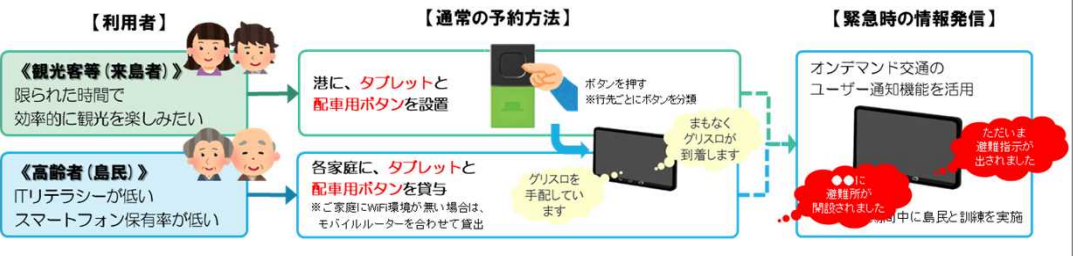 【利用者】
《観光客等(来島者)》
限られた時間で
効率的に観光を楽しみたい
《高齢者(島民)》
ITリテラシーが低い
スマートフォン保有率が低い
【通常の予約方法】
港に、タブレットと
配車用ボタンを設置
ボタンを押す
※行先ごとにボタンを分類
各家庭に、タブレットと
配車用ボタンを貸与
※ご家庭にWiFi環境が無い場合は、
モバイルルーターを合わせて貸出
まもなく
グリスロが
到着します
グリスロを
手配してい
ます
【緊急時の情報発信】
オンデマンド交通の
ユーザー通知機能を活用
ただいま
避難指示が
出されました
●●に
避難所が
開設されました
中に島民と訓練を実施